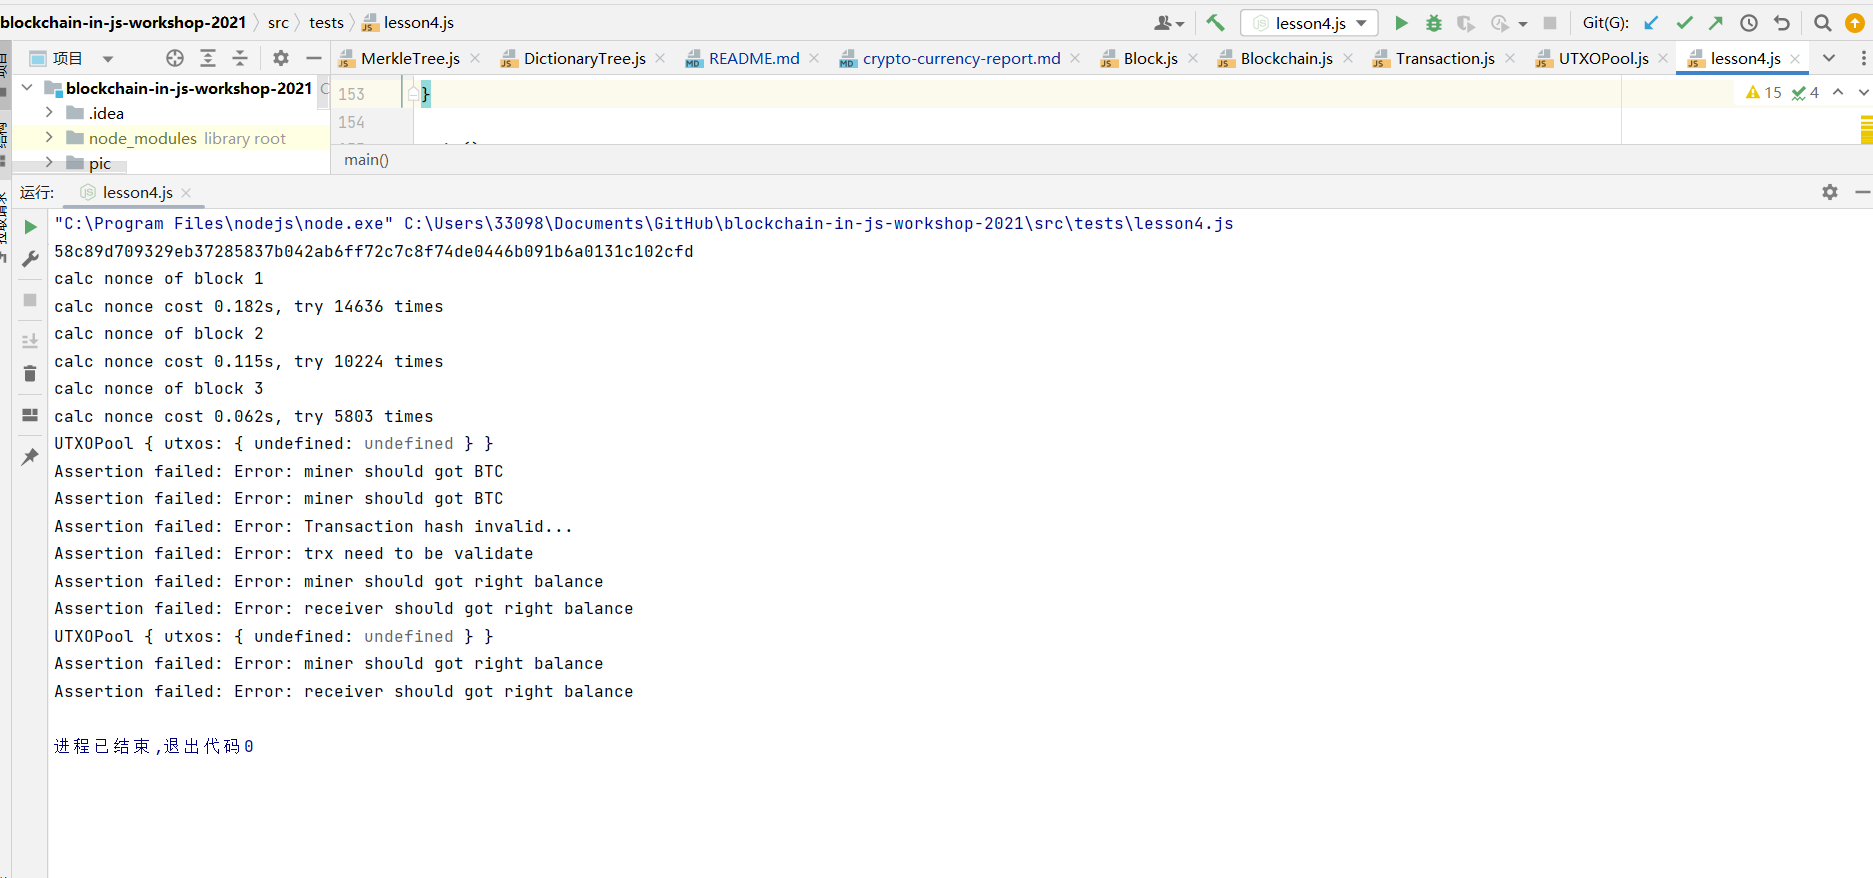 blockchain-in-js-workshop-2021 src tests lesson4.js lesson4.js Git(G):
项目 MerkleTree.js DictionaryTree.js README.md crypto-currency-report.md Block.js Blockchain.js Transaction.js UTXOPool.js lesson4.js
blockchain-in-js-workshop-2021
.idea
node_modules library root
pic
153 }
15 4
154
main()
运行: lesson4.js
"C:\Program Files\nodejs\node.exe" C:\Users\33098\Documents\GitHub\blockchain-in-js-workshop-2021\src\tests\lesson4.js
58c89d709329eb37285837b042ab6ff72c7c8f74de0446b091b6a0131c102cfd
calc nonce of block 1
calc nonce cost 0.182s, try 14636 times
calc nonce of block 2
calc nonce cost 0.115s, try 10224 times
calc nonce of block 3
calc nonce cost 0.062s, try 5803 times
UTXOPool { utxos: { undefined: undefined } }
Assertion failed: Error: miner should got BTC
Assertion failed: Error: miner should got BTC
Assertion failed: Error: Transaction hash invalid...
Assertion failed: Error: trx need to be validate
Assertion failed: Error: miner should got right balance
Assertion failed: Error: receiver should got right balance
UTXOPool { utxos: { undefined: undefined } }
Assertion failed: Error: miner should got right balance
Assertion failed: Error: receiver should got right balance
进程已结束,退出代码0